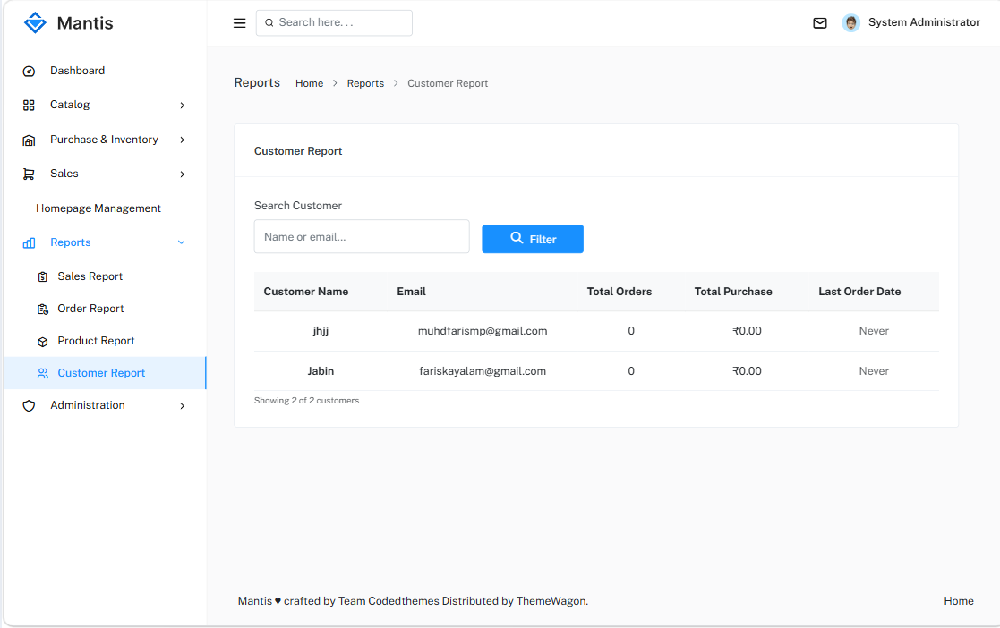 Mantis
Search here. . .
System Administrator
Dashboard
Catalog
Purchase & Inventory
Sales
Homepage Management
Reports
Sales Report
Order Report
Product Report
Customer Report
Administration
Reports Home > Reports > Customer Report
Customer Report
Search Customer
Name or email...
Filter
Customer Name Email Total Orders Total Purchase Last Order Date
jhjj muhdfarismp@gmail.com 0 ₹0.00 Never
Jabin fariskayalam@gmail.com 0 ₹0.00 Never
Showing 2 of 2 customers
Mantis ♥ crafted by Team Codedthemes Distributed by ThemeWagon.
Home